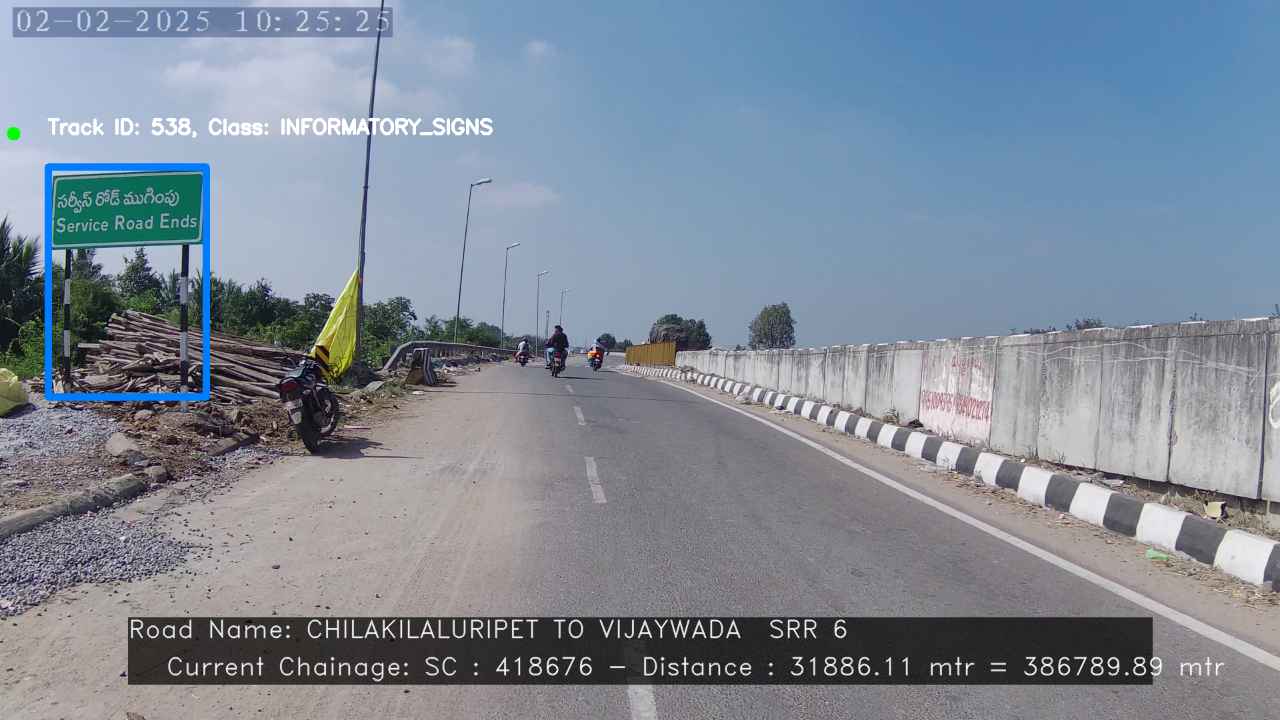 02-02-2025 10:25:25
Track ID: 538, Class: INFORMATORY_SIGNS
సర్వీస్ రోడ్ ముగింపు
Service Road Ends
Road Name: CHILAKILALURIPET TO VIJAYWADA SRR 6
Current Chainage: SC : 418676 - Distance : 31886.11 mtr = 386789.89 mtr